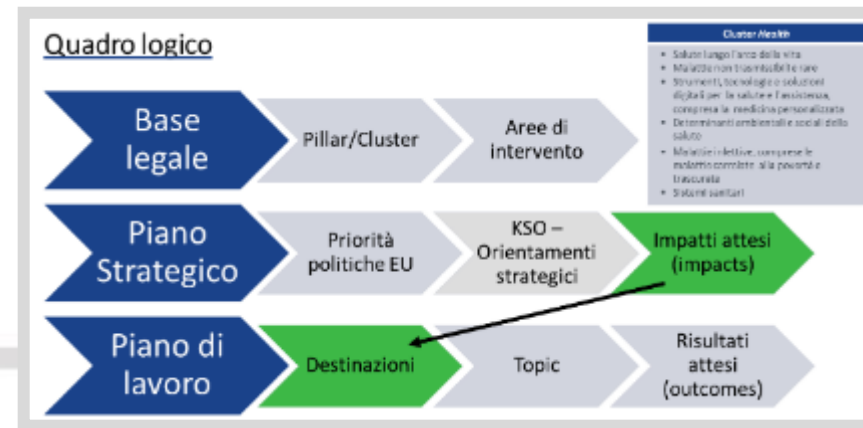 Quadro logico
Cluster Health
• Salute lungo l'arco della vita
• Malattie non trasmissibili e rare
• Strumenti, tecnologie e soluzioni
digitali per la salute e l'assistenza,
compresa la medicina personalizzata
• Determinanti ambientali e sociali della
salute
• Malattie infettive, comprese le
malattie correlate alla povertà e
trascurate
• Sistemi sanitari
Base
legale
Pillar/Cluster
Aree di
intervento
Piano
Strategico
Priorità
politiche EU
KSO –
Orientamenti
strategici
Impatti attesi
(impacts)
Piano di
lavoro
Destinazioni
Topic
Risultati
attesi
(outcomes)